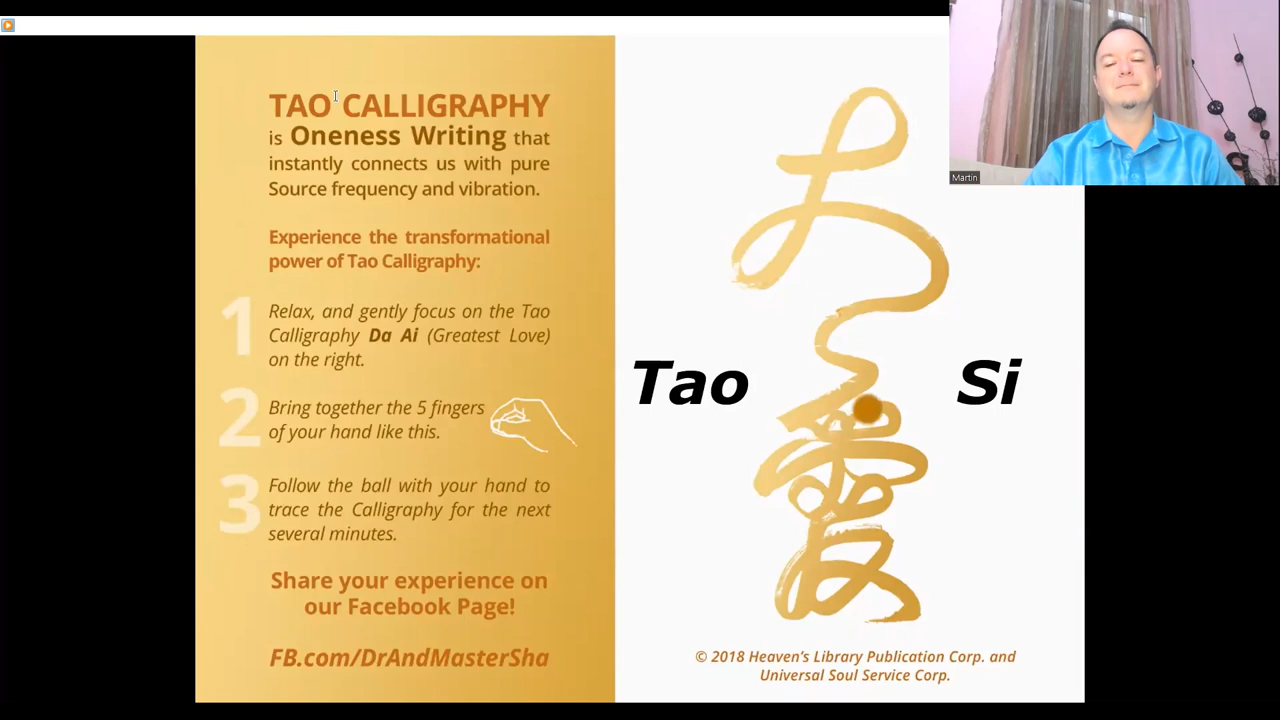 TAO CALLIGRAPHY
is Oneness Writing that
instantly connects us with pure
Source frequency and vibration.
Experience the transformational
power of Tao Calligraphy:
1
Relax, and gently focus on the Tao
Calligraphy Da Ai (Greatest Love)
on the right.
2
Bring together the 5 fingers
of your hand like this.
3
Follow the ball with your hand to
trace the Calligraphy for the next
several minutes.
Share your experience on
our Facebook Page!
FB.com/DrAndMasterSha
大愛
Tao Si
© 2018 Heaven's Library Publication Corp. and
Universal Soul Service Corp.
Martin